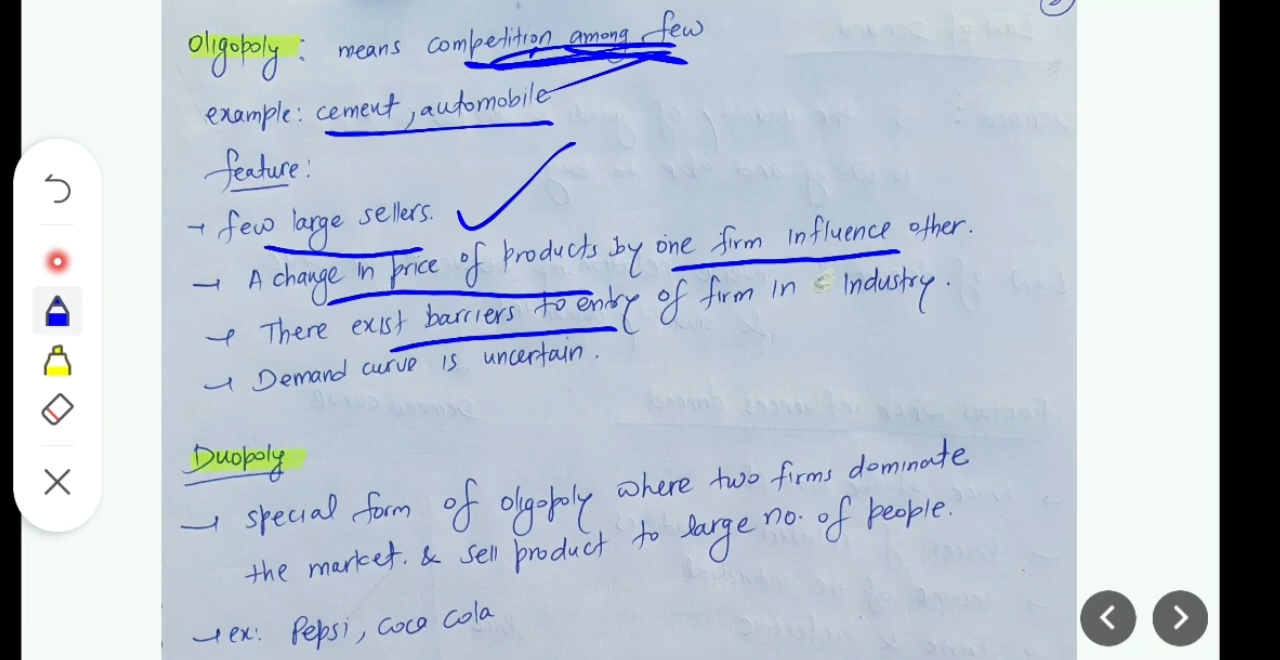 Oligopoly : means competition among few
example : cement, automobile
feature :
→ few large sellers.
→ A change in price of products by one firm influence other.
→ There exist barriers to entry of firm in industry.
→ Demand curve is uncertain.
Duopoly
→ special form of oligopoly where two firms dominate
the market. & sell product to large no. of people.
→ ex: Pepsi, coca cola